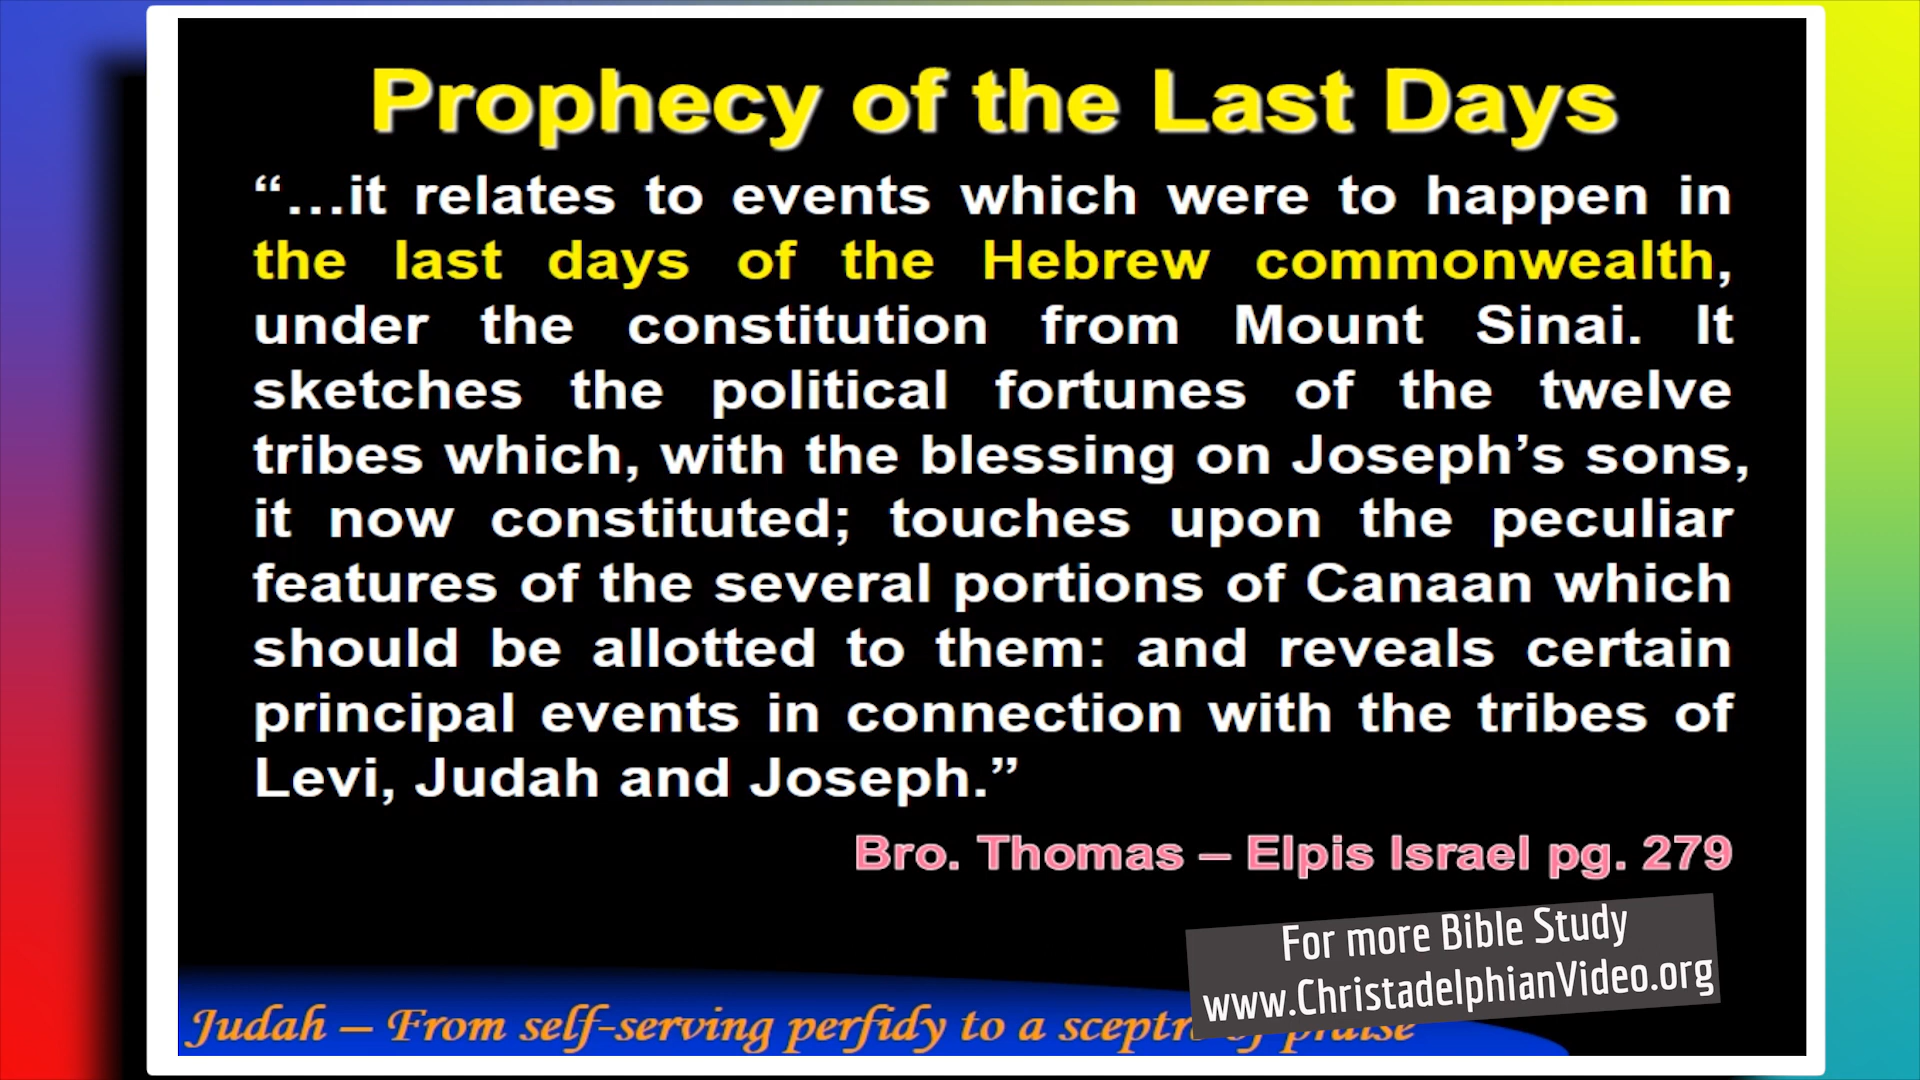 Prophecy of the Last Days
“…it relates to events which were to happen in
the last days of the Hebrew commonwealth,
under the constitution from Mount Sinai. It
sketches the political fortunes of the twelve
tribes which, with the blessing on Joseph’s sons,
it now constituted; touches upon the peculiar
features of the several portions of Canaan which
should be allotted to them: and reveals certain
principal events in connection with the tribes of
Levi, Judah and Joseph.”
Bro. Thomas – Elpis Israel pg. 279
For more Bible Study
www.ChristadelphianVideo.org
Judah – From self-serving perfidy to a sceptre of praise